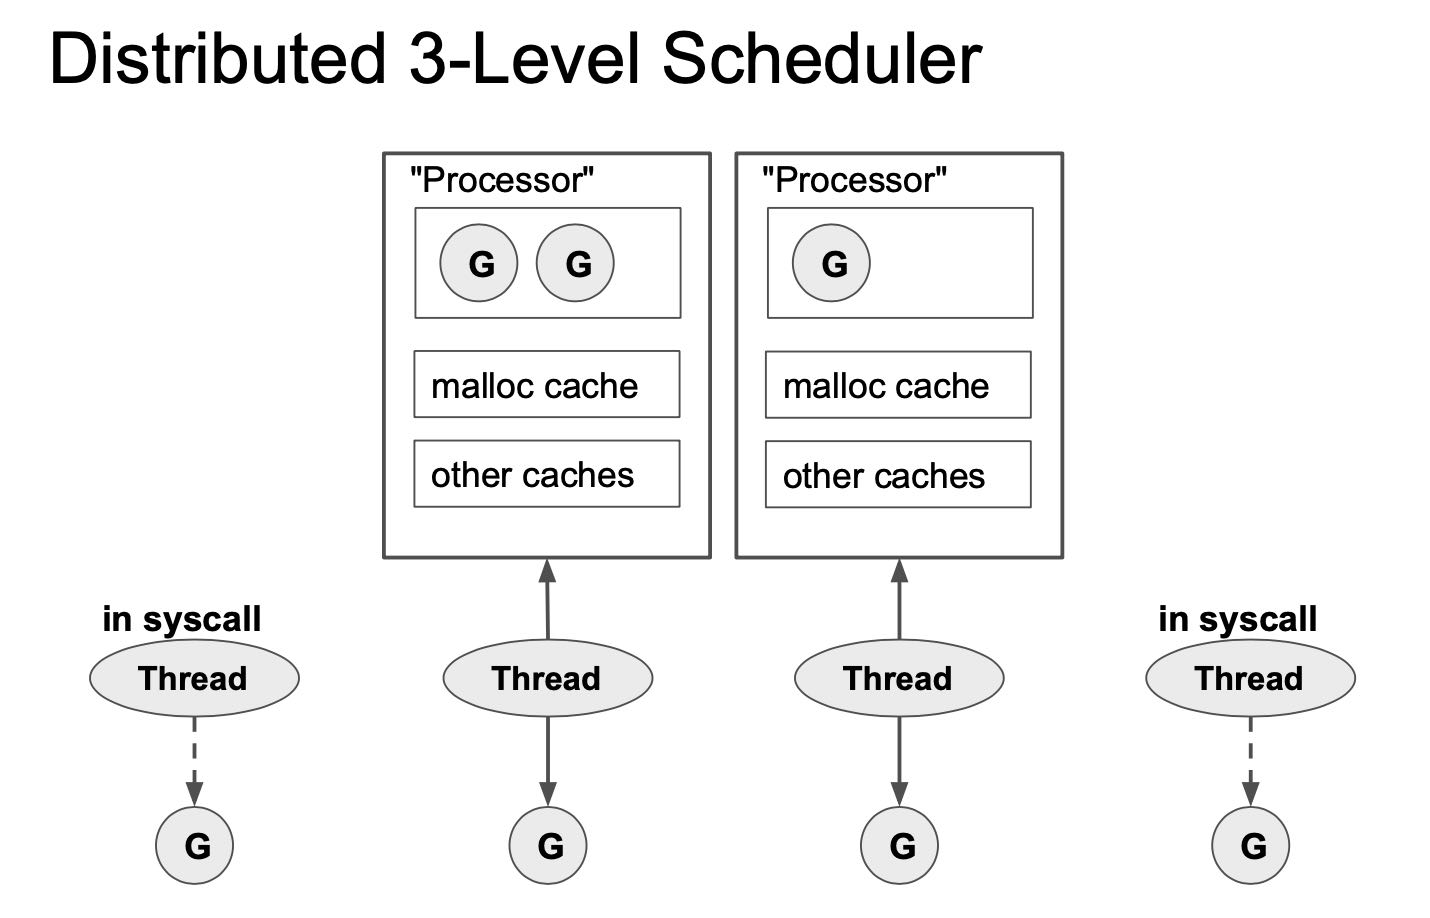 Distributed 3-Level Scheduler
"Processor"
"Processor"
G G
G
malloc cache
malloc cache
other caches
other caches
in syscall
in syscall
Thread
Thread
Thread
Thread
G
G
G
G